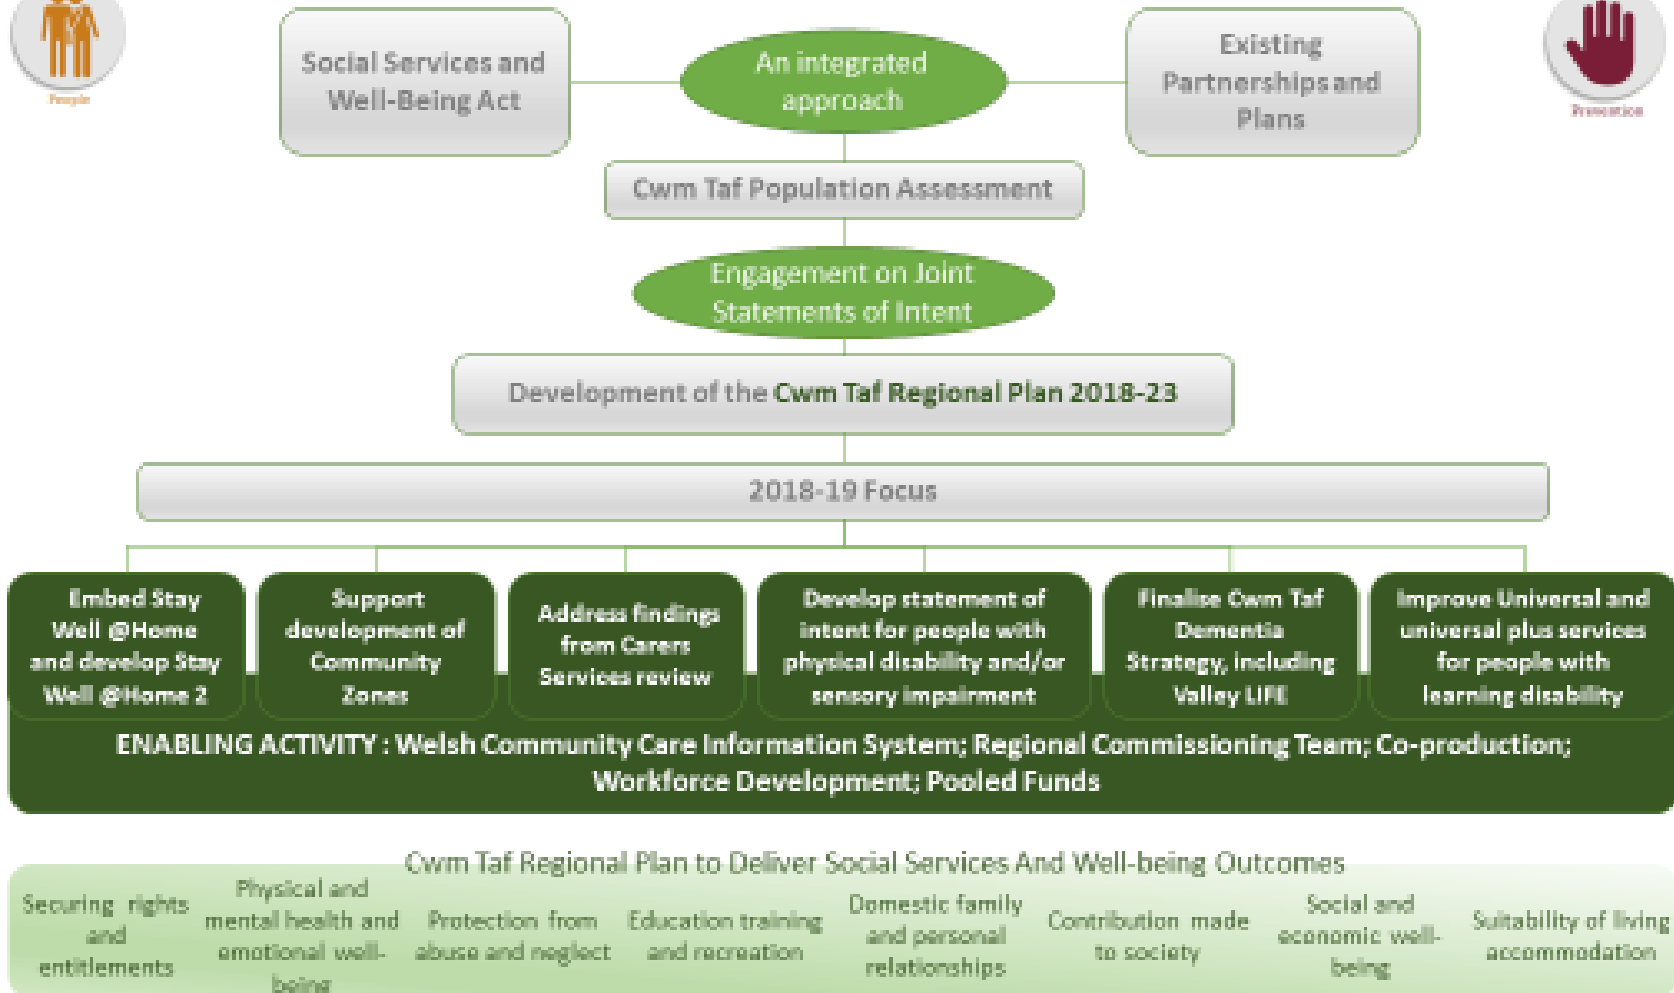 People
Social Services and
Well-Being Act
An integrated
approach
Existing
Partnerships and
Plans
Prevention
Cwm Taf Population Assessment
Engagement on Joint
Statements of Intent
Development of the Cwm Taf Regional Plan 2018-23
2018-19 Focus
Embed Stay
Well @Home
and develop Stay
Well @Home 2
Support
development of
Community
Zones
Address findings
from Carers
Services review
Develop statement of
intent for people with
physical disability and/or
sensory impairment
Finalise Cwm Taf
Dementia
Strategy, including
Valley LIFE
Improve Universal and
universal plus services
for people with
learning disability
ENABLING ACTIVITY : Welsh Community Care Information System; Regional Commissioning Team; Co-production;
Workforce Development; Pooled Funds
Cwm Taf Regional Plan to Deliver Social Services And Well-being Outcomes
Securing rights
and
entitlements
Physical and
mental health and
emotional well-
being
Protection from
abuse and neglect
Education training
and recreation
Domestic family
and personal
relationships
Contribution made
to society
Social and
economic well-
being
Suitability of living
accommodation